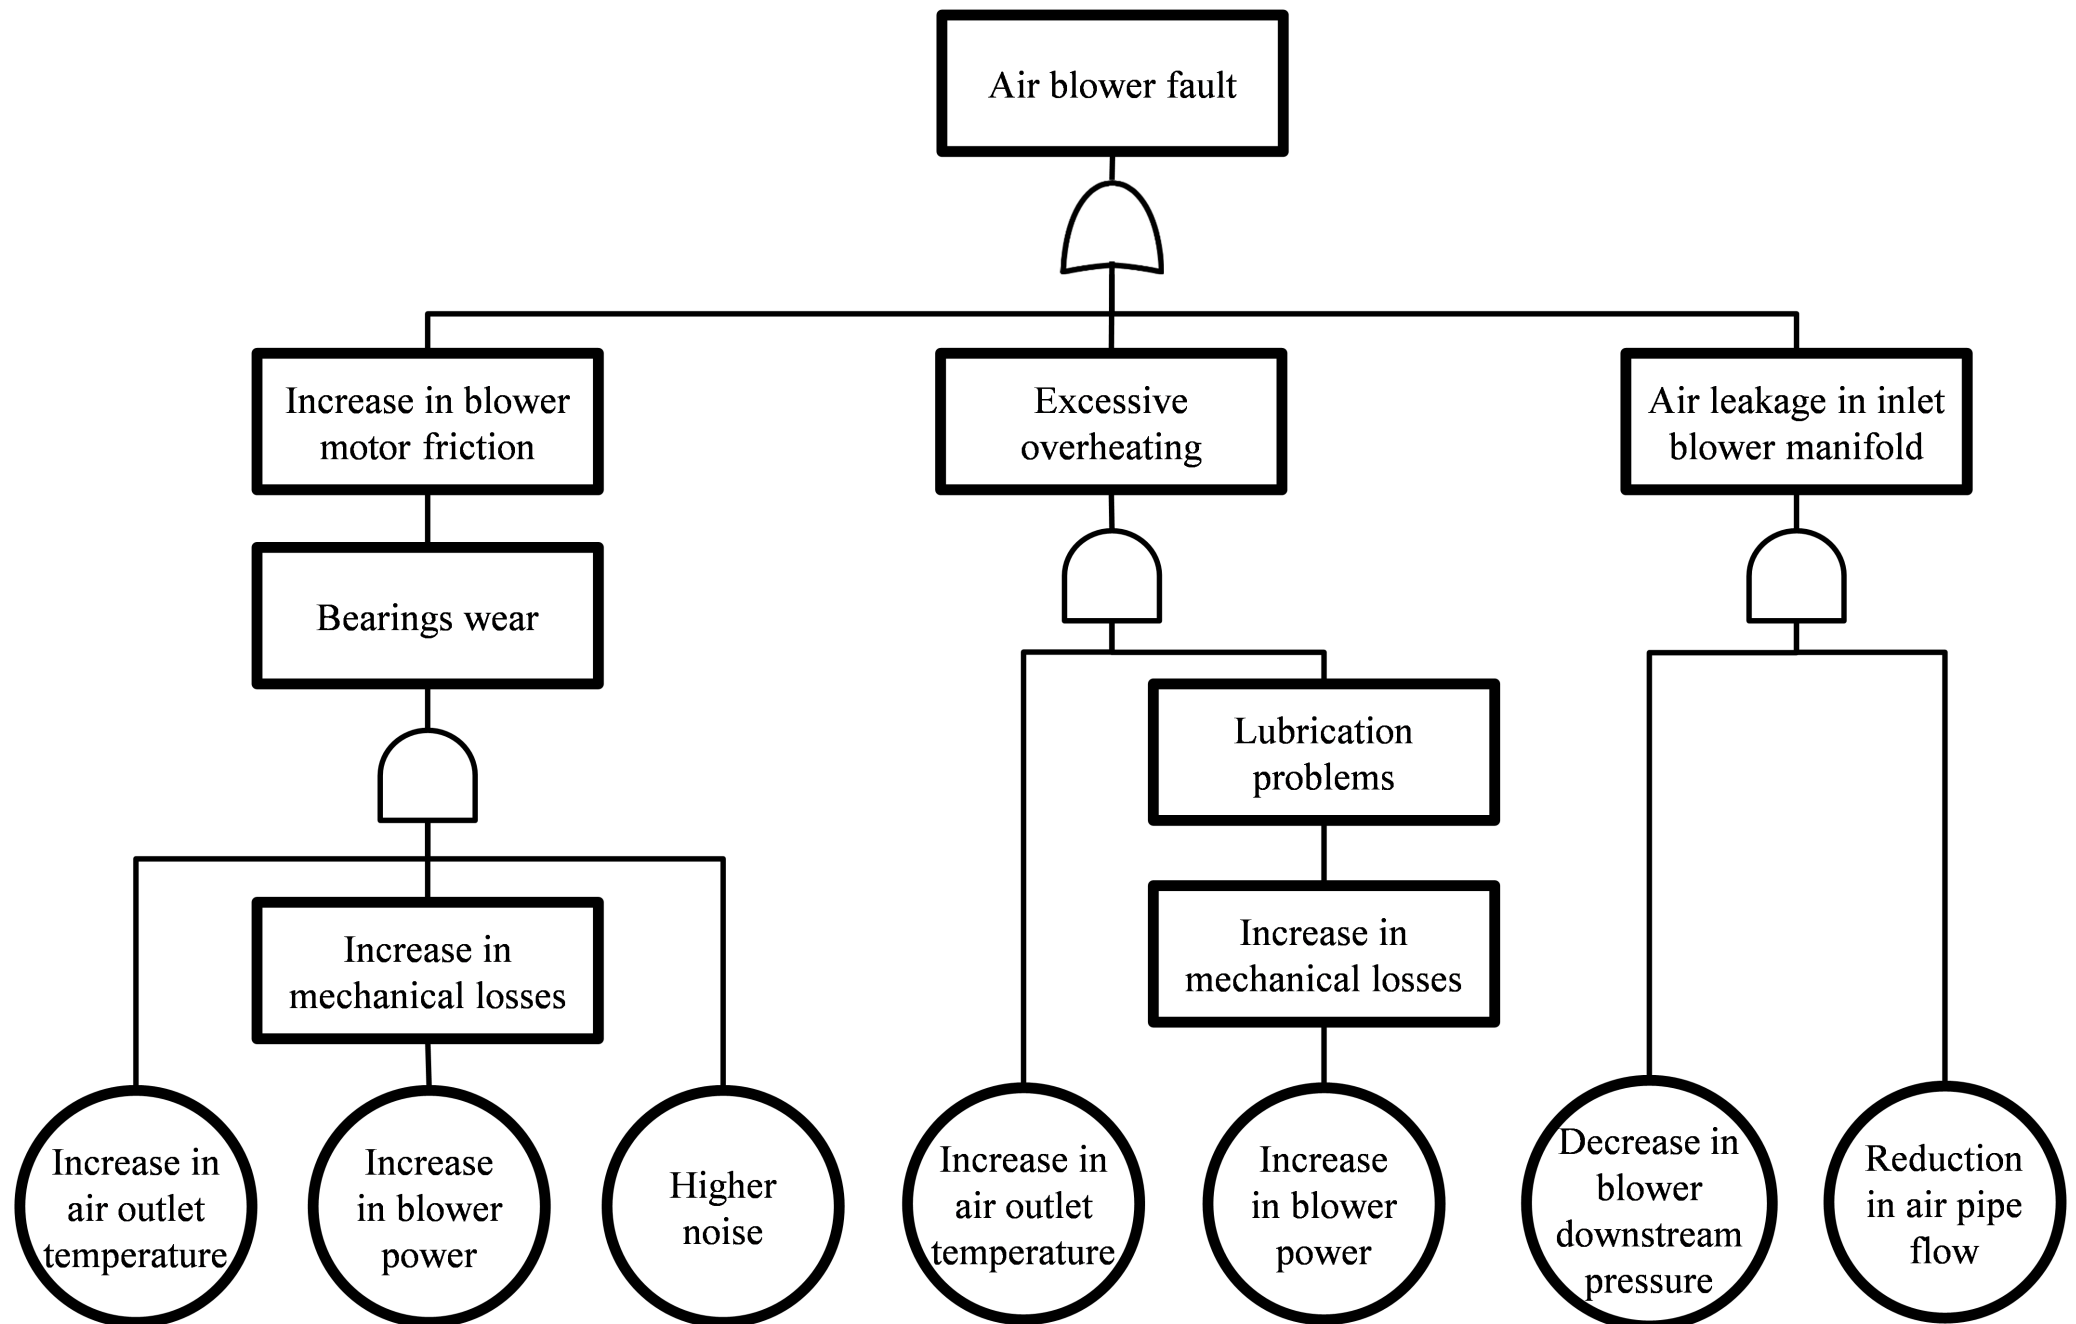 Air blower fault
Increase in blower
motor friction
Excessive
overheating
Air leakage in inlet
blower manifold
Bearings wear
Lubrication
problems
Increase in
mechanical losses
Increase in
mechanical losses
Increase in
air outlet
temperature
Increase
in blower
power
Higher
noise
Increase in
air outlet
temperature
Increase
in blower
power
Decrease in
blower
downstream
pressure
Reduction
in air pipe
flow